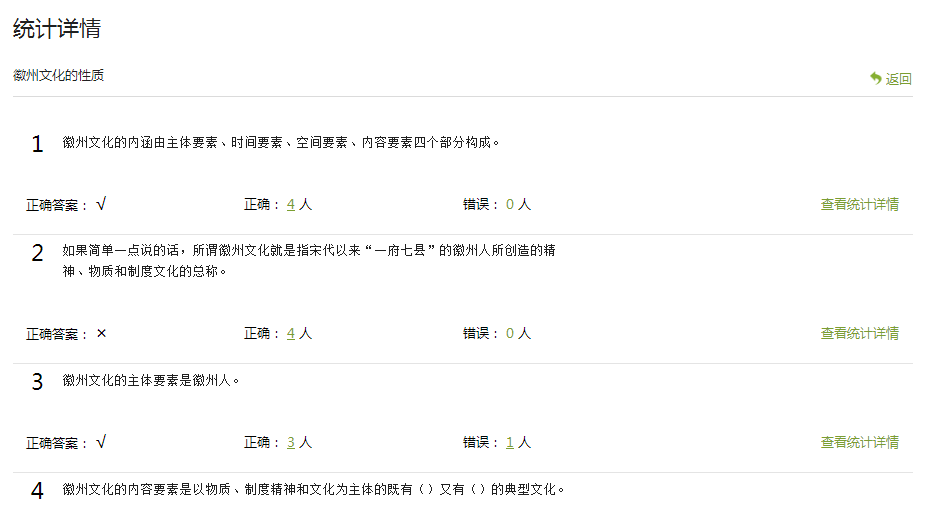 统计详情
徽州文化的性质
返回
1 徽州文化的内涵由主体要素、时间要素、空间要素、内容要素四个部分构成。
正确答案： √ 正确： 4 人 错误： 0 人 查看统计详情
2 如果简单一点说的话，所谓徽州文化就是指宋代以来“一府七县”的徽州人所创造的精
神、物质和制度文化的总称。
正确答案： × 正确： 4 人 错误： 0 人 查看统计详情
3 徽州文化的主体要素是徽州人。
正确答案： √ 正确： 3 人 错误： 1 人 查看统计详情
4 徽州文化的内容要素是以物质、制度精神和文化为主体的既有（）又有（）的典型文化。